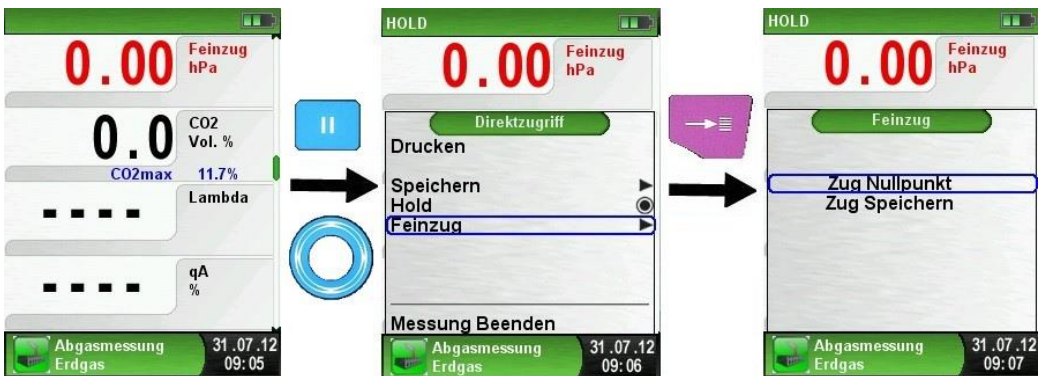 0.00 Feinzug
hPa
0.0 CO2
Vol. %
CO2max 11.7%
---- Lambda
---- qA
%
Abgasmessung 31.07.12
Erdgas 09:05
HOLD
0.00 Feinzug
hPa
Direktzugriff
Drucken
Speichern
Hold
Feinzug
Messung Beenden
Abgasmessung 31.07.12
Erdgas 09:06
HOLD
0.00 Feinzug
hPa
Feinzug
Zug Nullpunkt
Zug Speichern
Abgasmessung 31.07.12
Erdgas 09:07